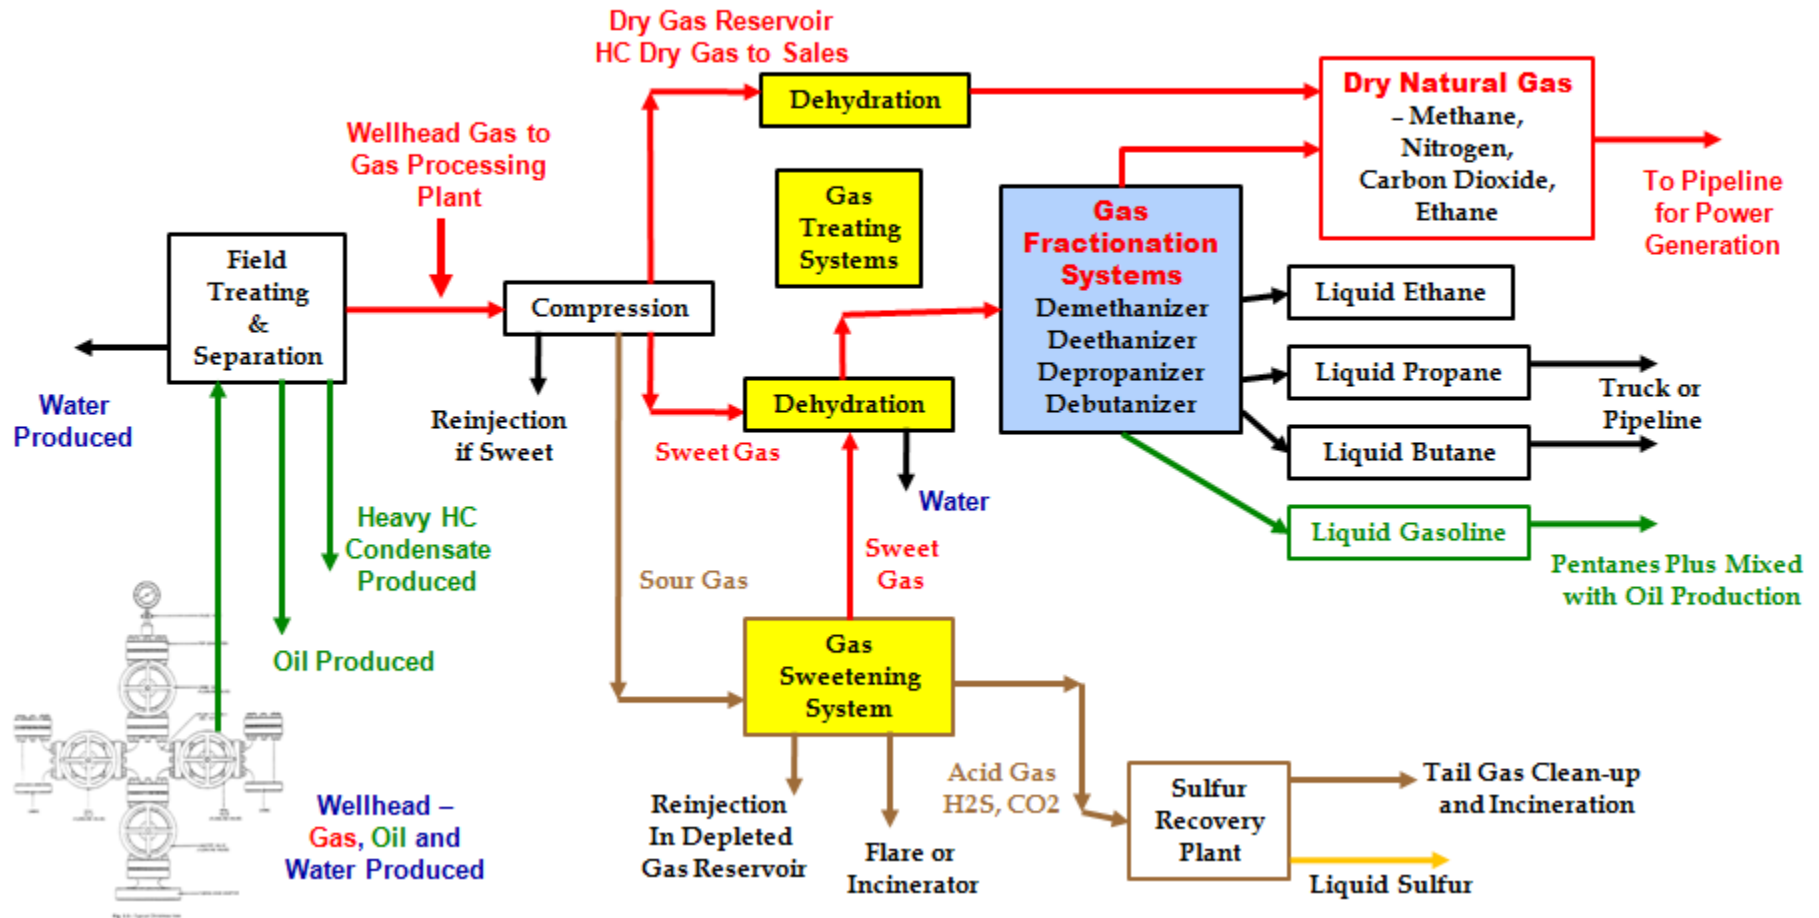 Dry Gas Reservoir
HC Dry Gas to Sales
Dehydration
Dry Natural Gas
– Methane,
Nitrogen,
Carbon Dioxide,
Ethane
To Pipeline
for Power
Generation
Wellhead Gas to
Gas Processing
Plant
Gas
Treating
Systems
Gas
Fractionation
Systems
Demethanizer
Deethanizer
Depropanizer
Debutanizer
Field
Treating
&
Separation
Compression
Liquid Ethane
Liquid Propane
Truck or
Pipeline
Liquid Butane
Liquid Gasoline
Pentanes Plus Mixed
with Oil Production
Water
Produced
Reinjection
if Sweet
Dehydration
Sweet Gas
Water
Heavy HC
Condensate
Produced
Sour Gas
Sweet
Gas
Oil Produced
Gas
Sweetening
System
Wellhead –
Gas, Oil and
Water Produced
Reinjection
In Depleted
Gas Reservoir
Flare or
Incinerator
Acid Gas
H2S, CO2
Sulfur
Recovery
Plant
Tail Gas Clean-up
and Incineration
Liquid Sulfur